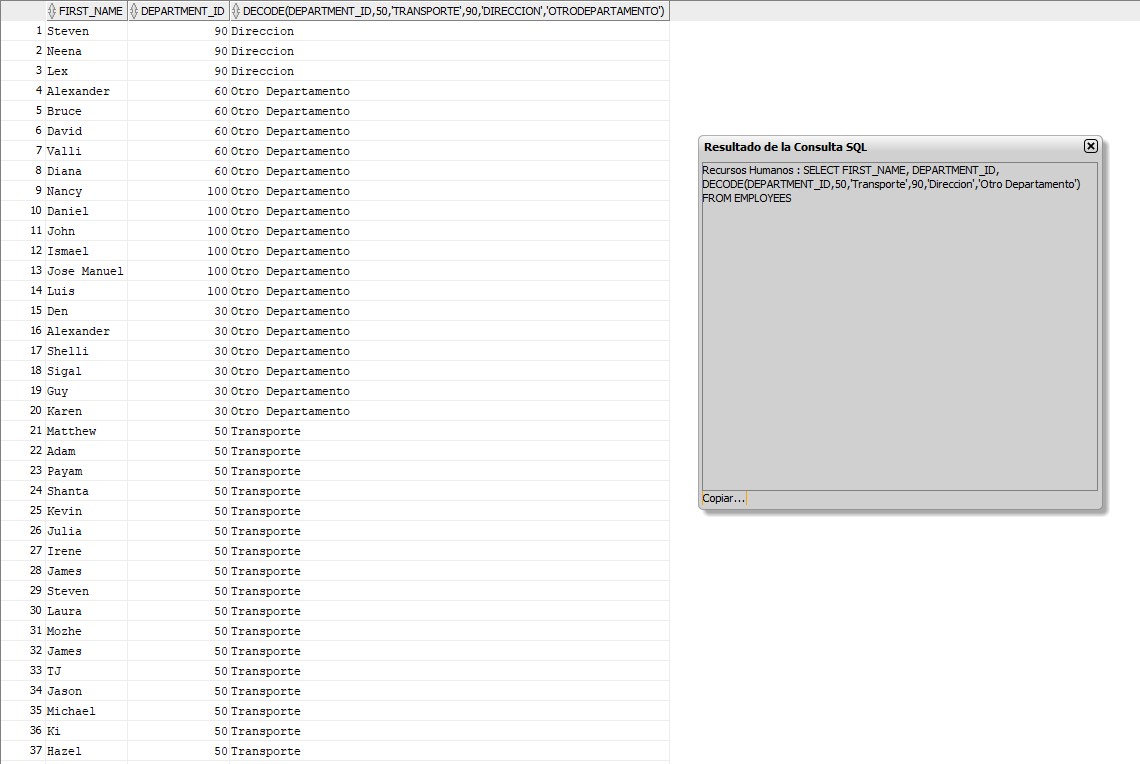 FIRST_NAME DEPARTMENT_ID DECODE(DEPARTMENT_ID,50,'TRANSPORTE',90,'DIRECCION','OTRODEPARTAMENTO')
1 Steven 90 Direccion
2 Neena 90 Direccion
3 Lex 90 Direccion
4 Alexander 60 Otro Departamento
5 Bruce 60 Otro Departamento
6 David 60 Otro Departamento
7 Valli 60 Otro Departamento
8 Diana 60 Otro Departamento
9 Nancy 100 Otro Departamento
10 Daniel 100 Otro Departamento
11 John 100 Otro Departamento
12 Ismael 100 Otro Departamento
13 Jose Manuel 100 Otro Departamento
14 Luis 100 Otro Departamento
15 Den 30 Otro Departamento
16 Alexander 30 Otro Departamento
17 Shelli 30 Otro Departamento
18 Sigal 30 Otro Departamento
19 Guy 30 Otro Departamento
20 Karen 30 Otro Departamento
21 Matthew 50 Transporte
22 Adam 50 Transporte
23 Payam 50 Transporte
24 Shanta 50 Transporte
25 Kevin 50 Transporte
26 Julia 50 Transporte
27 Irene 50 Transporte
28 James 50 Transporte
29 Steven 50 Transporte
30 Laura 50 Transporte
31 Mozhe 50 Transporte
32 James 50 Transporte
33 TJ 50 Transporte
34 Jason 50 Transporte
35 Michael 50 Transporte
36 Ki 50 Transporte
37 Hazel 50 Transporte
Resultado de la Consulta SQL
Recursos Humanos : SELECT FIRST_NAME, DEPARTMENT_ID,
DECODE(DEPARTMENT_ID,50,'Transporte',90,'Direccion','Otro Departamento')
FROM EMPLOYEES
Copiar...